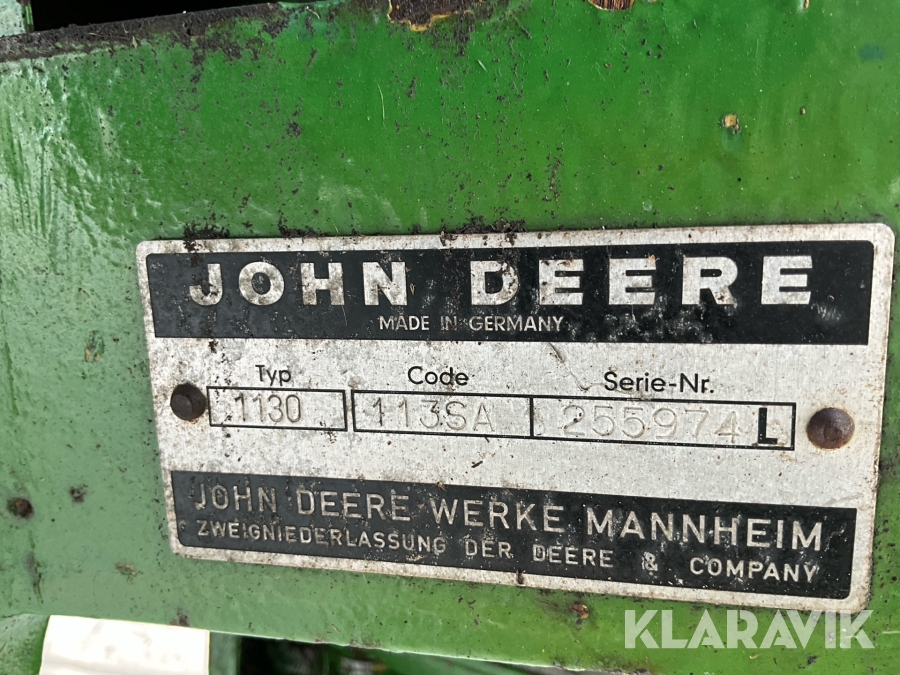 JOHN DEERE
MADE IN GERMANY
Typ Code Serie-Nr.
1130 113SA 255974 L
JOHN DEERE WERKE MANNHEIM
ZWEIGNIEDERLASSUNG DER DEERE & COMPANY
KLARAVIK